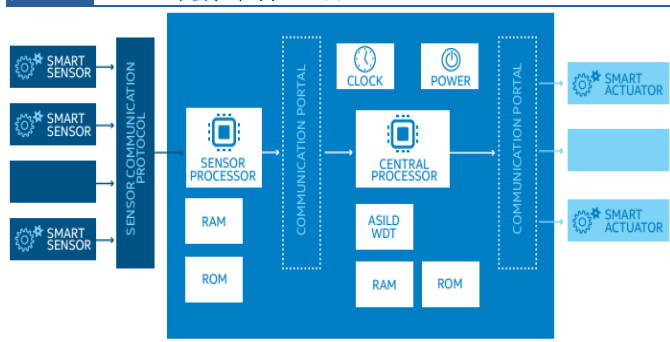 SMART
SENSOR
SMART
SENSOR
SMART
SENSOR
SENSOR COMMUNICATION
PROTOCOL
SENSOR
PROCESSOR
RAM
ROM
COMMUNICATION PORTAL
CLOCK
POWER
CENTRAL
PROCESSOR
ASILD
WDT
RAM
ROM
COMMUNICATION PORTAL
SMART
ACTUATOR
SMART
ACTUATOR